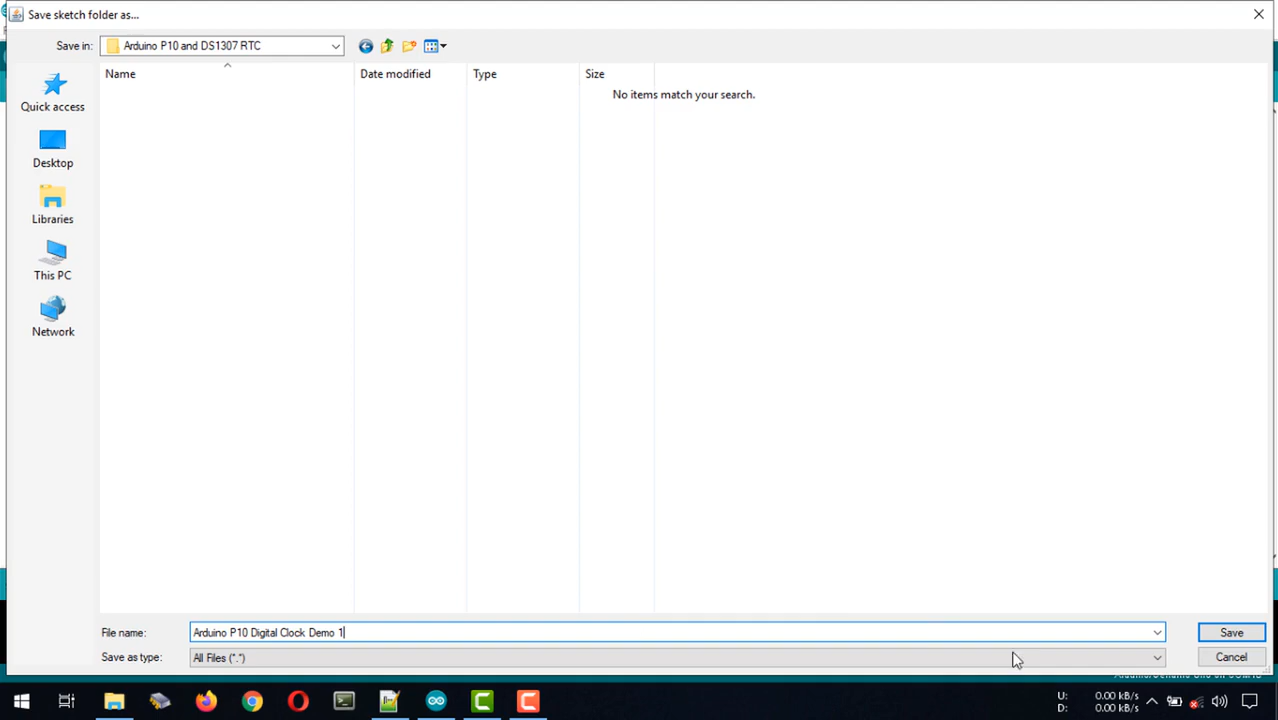 Save sketch folder as...
Save in: Arduino P10 and DS1307 RTC
Name Date modified Type Size
No items match your search.
Quick access
Desktop
Libraries
This PC
Network
File name: Arduino P10 Digital Clock Demo 1 Save
Save as type: All Files (*.*) Cancel
U: 0.00 kB/s
D: 0.00 kB/s